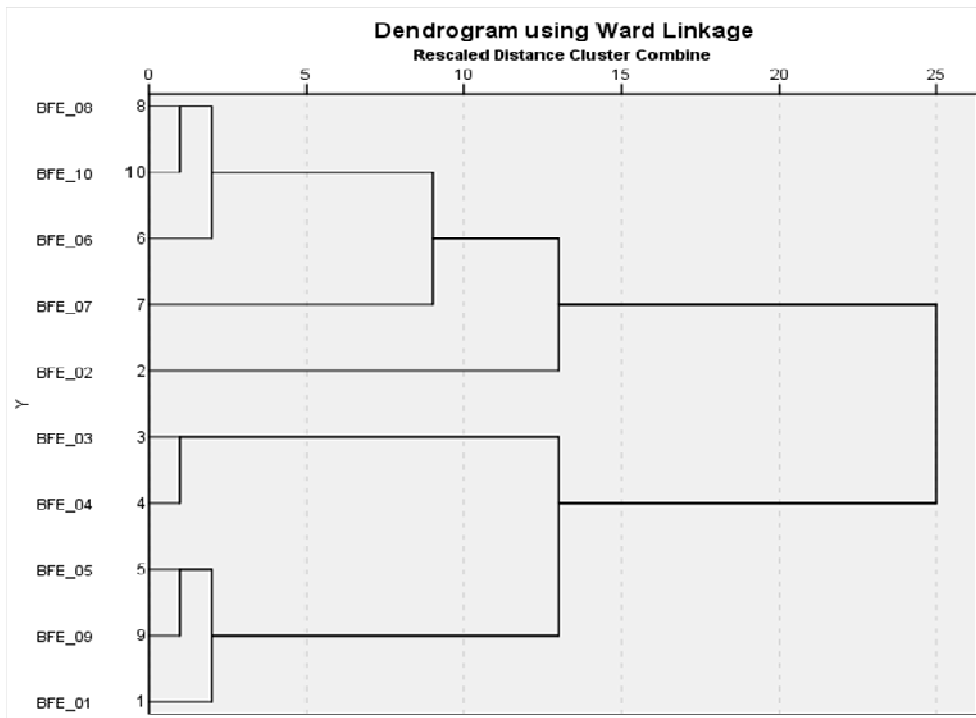 Dendrogram using Ward Linkage
Rescaled Distance Cluster Combine
0 5 10 15 20 25
BFE_08 8
BFE_10 10
BFE_06 6
BFE_07 7
BFE_02 2
Y
BFE_03 3
BFE_04 4
BFE_05 5
BFE_09 9
BFE_01 1